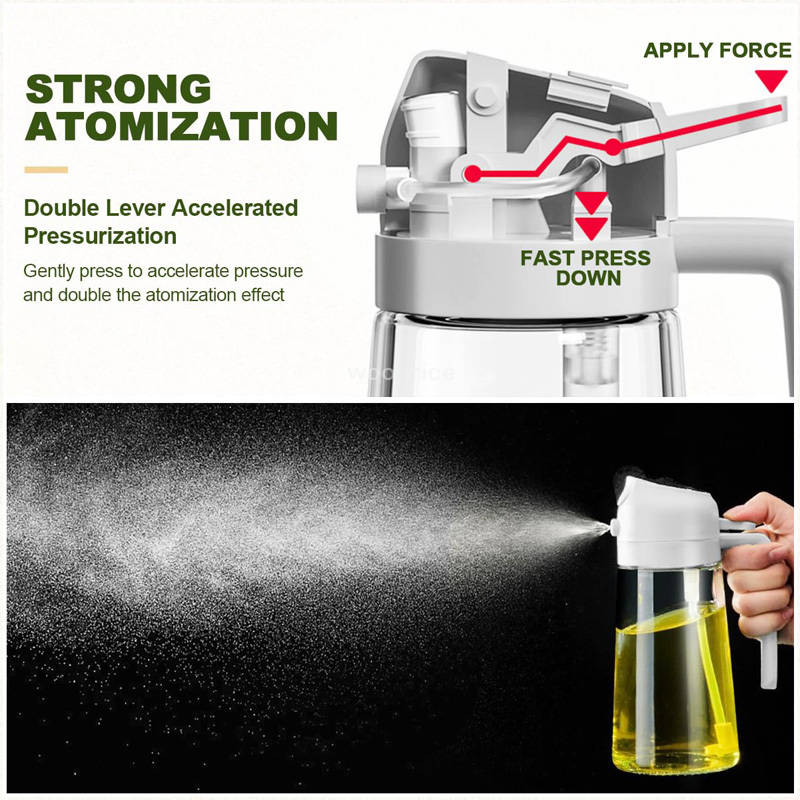 STRONG
ATOMIZATION
Double Lever Accelerated
Pressurization
Gently press to accelerate pressure
and double the atomization effect
APPLY FORCE
FAST PRESS
DOWN